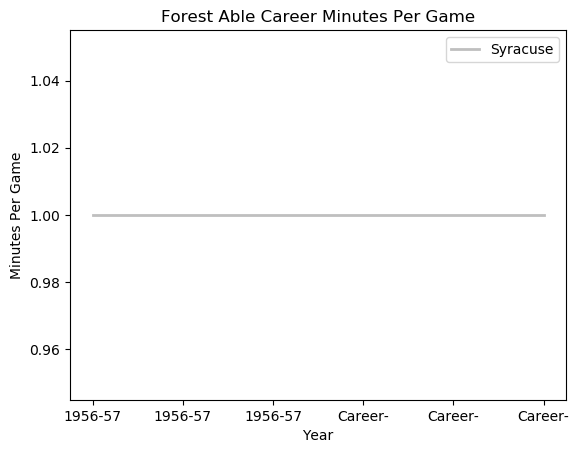 Forest Able Career Minutes Per Game
Syracuse
1.04
1.02
1.00
0.98
0.96
Minutes Per Game
1956-57 1956-57 1956-57 Career- Career- Career-
Year